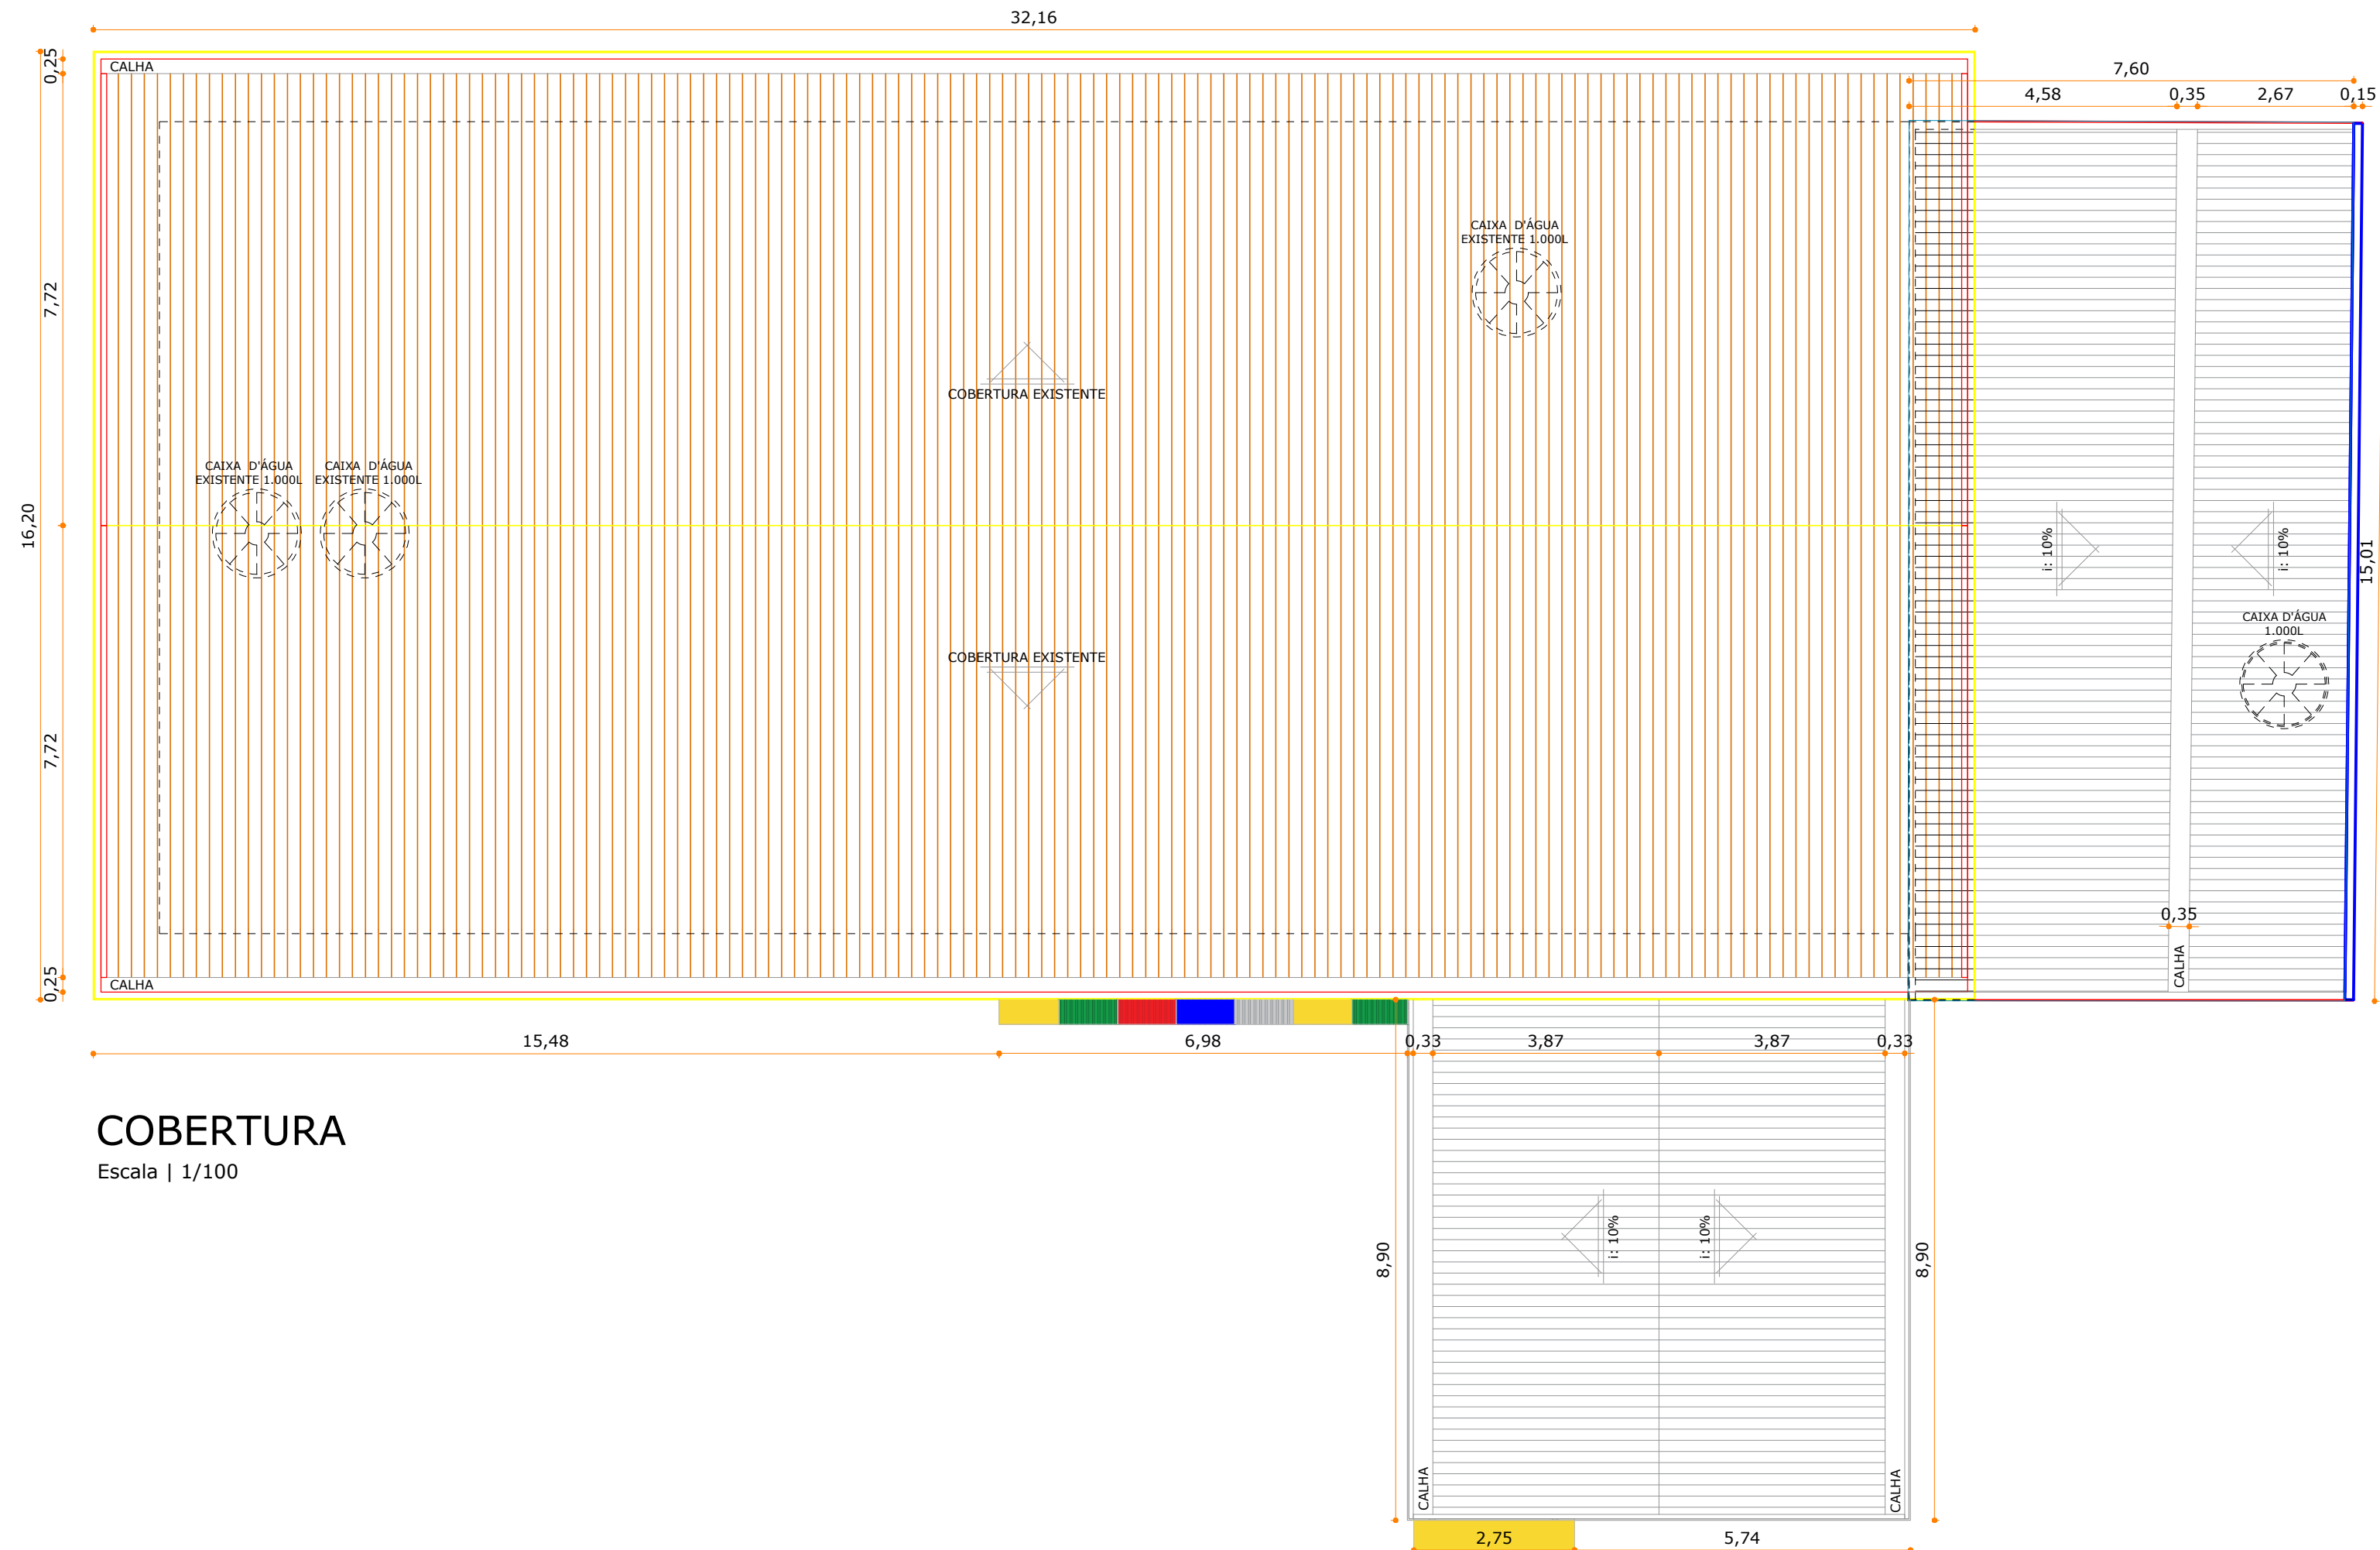 32,16
0,25
CALHA
7,60
4,58
0,35
2,67
0,15
CAIXA D'ÁGUA
EXISTENTE 1.000L
7,72
COBERTURA EXISTENTE
CAIXA D'ÁGUA
EXISTENTE 1.000L
CAIXA D'ÁGUA
EXISTENTE 1.000L
16,20
i: 10%
i: 10%
15,01
CAIXA D'ÁGUA
1.000L
COBERTURA EXISTENTE
7,72
0,35
CALHA
0,25
CALHA
15,48
6,98
0,33
3,87
3,87
0,33
COBERTURA
Escala | 1/100
8,90
i: 10%
i: 10%
8,90
CALHA
CALHA
2,75
5,74